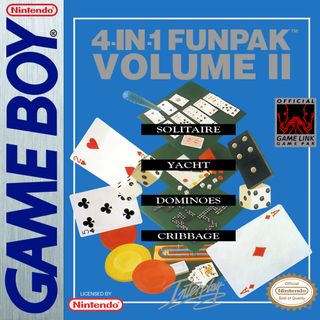 Nintendo®
GAME BOY®
4-IN-1 FUNPAK™
VOLUME II
OFFICIAL
GAME LINK
GAME PAK
SOLITAIRE
YACHT
DOMINOES
CRIBBAGE
LICENSED BY
Nintendo
Interplay
Official
Nintendo
Seal of Quality